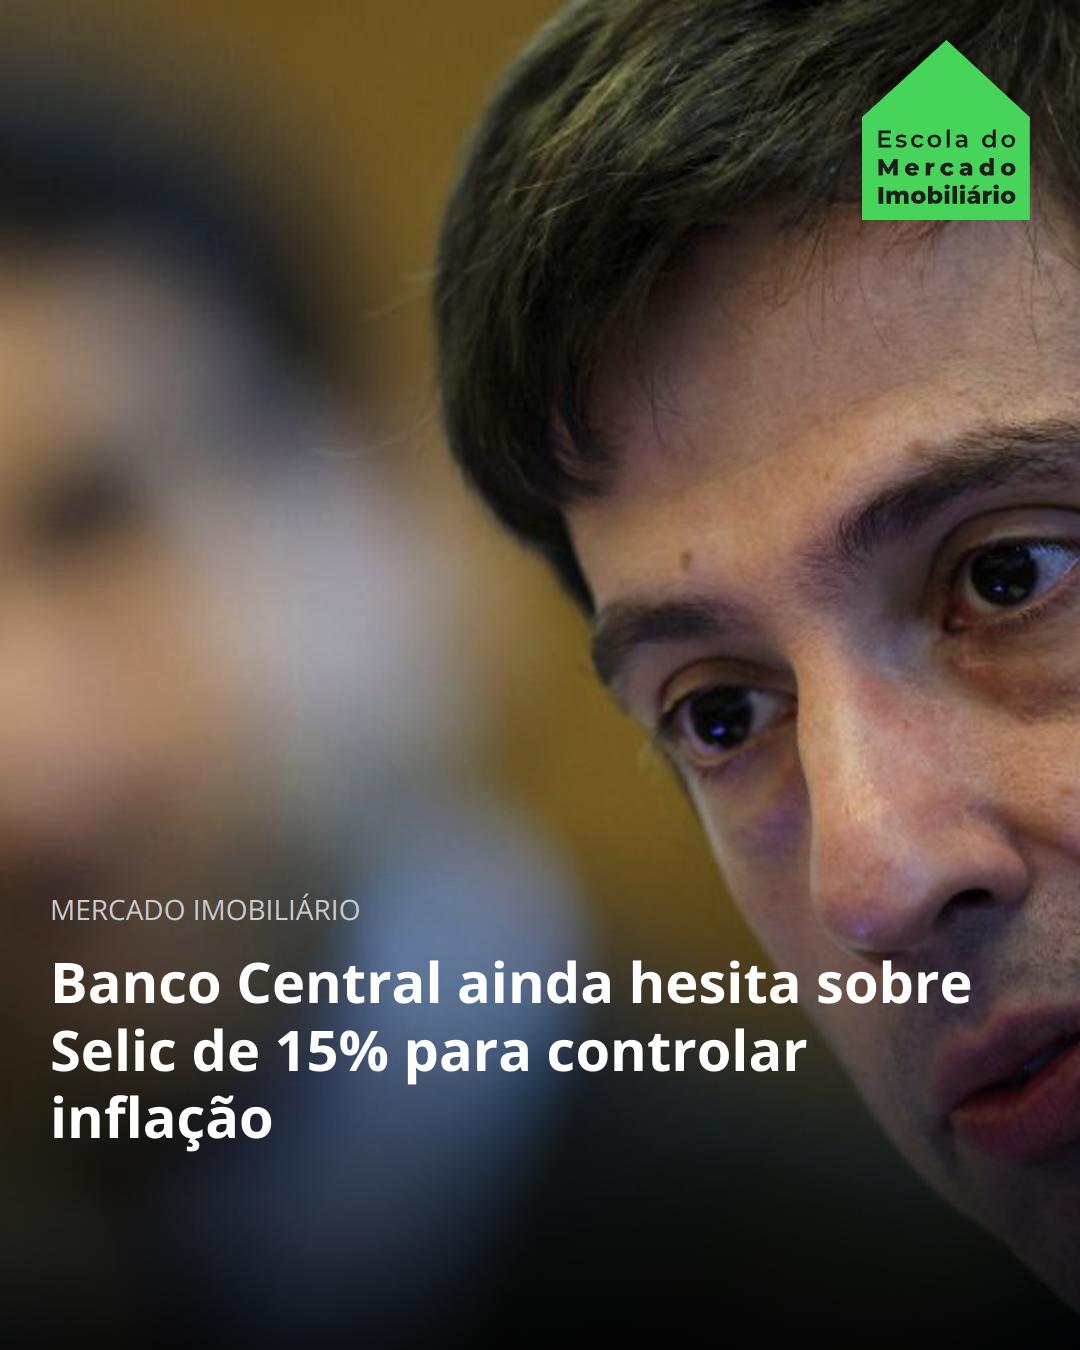 Escola do
Mercado
Imobiliário
MERCADO IMOBILIÁRIO
Banco Central ainda hesita sobre
Selic de 15% para controlar
inflação